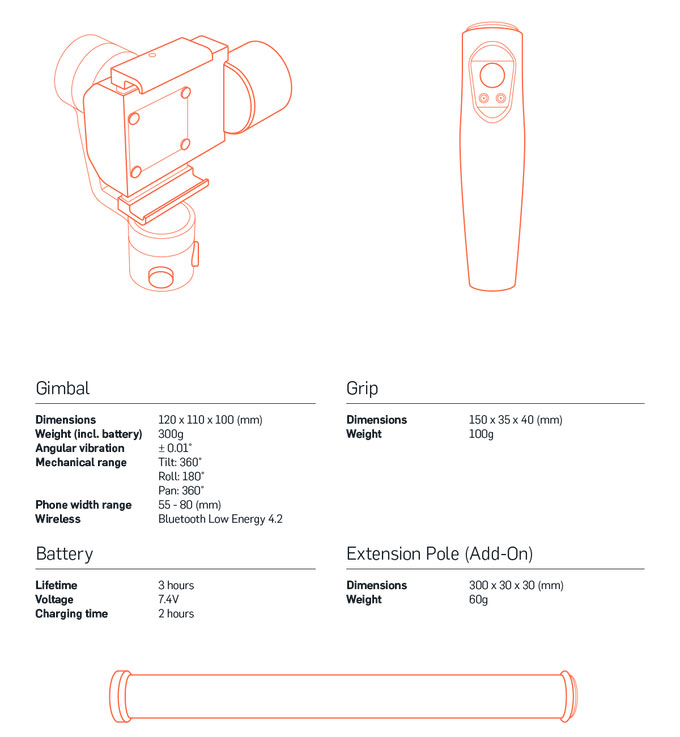 Gimbal
Dimensions 120 x 110 x 100 (mm)
Weight (incl. battery) 300g
Angular vibration ± 0.01˚
Mechanical range Tilt: 360˚
Roll: 180˚
Pan: 360˚
Phone width range 55 - 80 (mm)
Wireless Bluetooth Low Energy 4.2
Grip
Dimensions 150 x 35 x 40 (mm)
Weight 100g
Battery
Lifetime 3 hours
Voltage 7.4V
Charging time 2 hours
Extension Pole (Add-On)
Dimensions 300 x 30 x 30 (mm)
Weight 60g